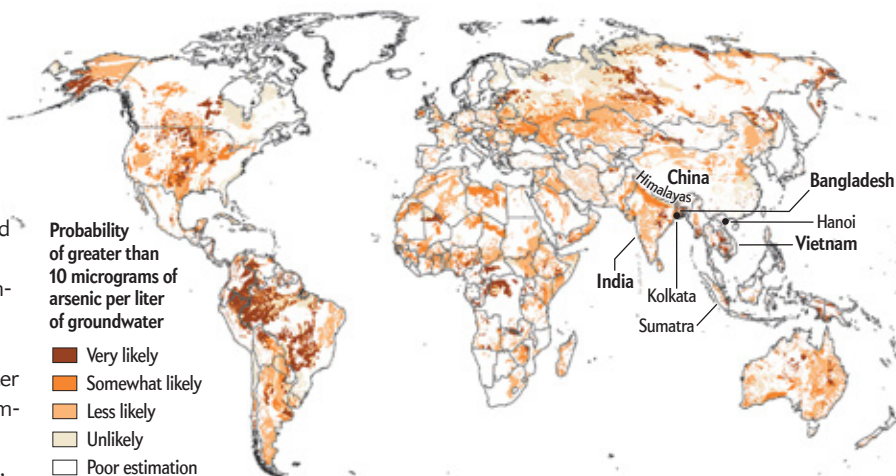 d
n-
er
m-
Probability
of greater than
10 micrograms of
arsenic per liter
of groundwater
Very likely
Somewhat likely
Less likely
Unlikely
Poor estimation
Himalayas
China
Bangladesh
Hanoi
Vietnam
India
Kolkata
Sumatra